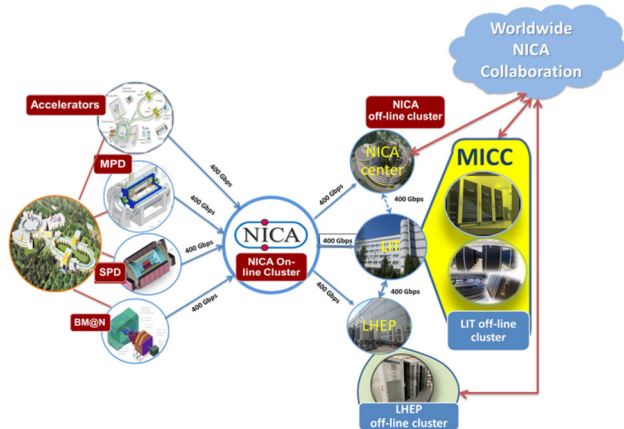 Worldwide
NICA
Collaboration
Accelerators
400 Gbps
NICA
off-line cluster
MPD
400 Gbps
NICA
center
MICC
400 Gbps
400 Gbps
NICA
NICA On-
line Cluster
400 Gbps
LIT
SPD
400 Gbps
400 Gbps
400 Gbps
BM@N
400 Gbps
LHEP
LIT off-line
cluster
LHEP
off-line cluster